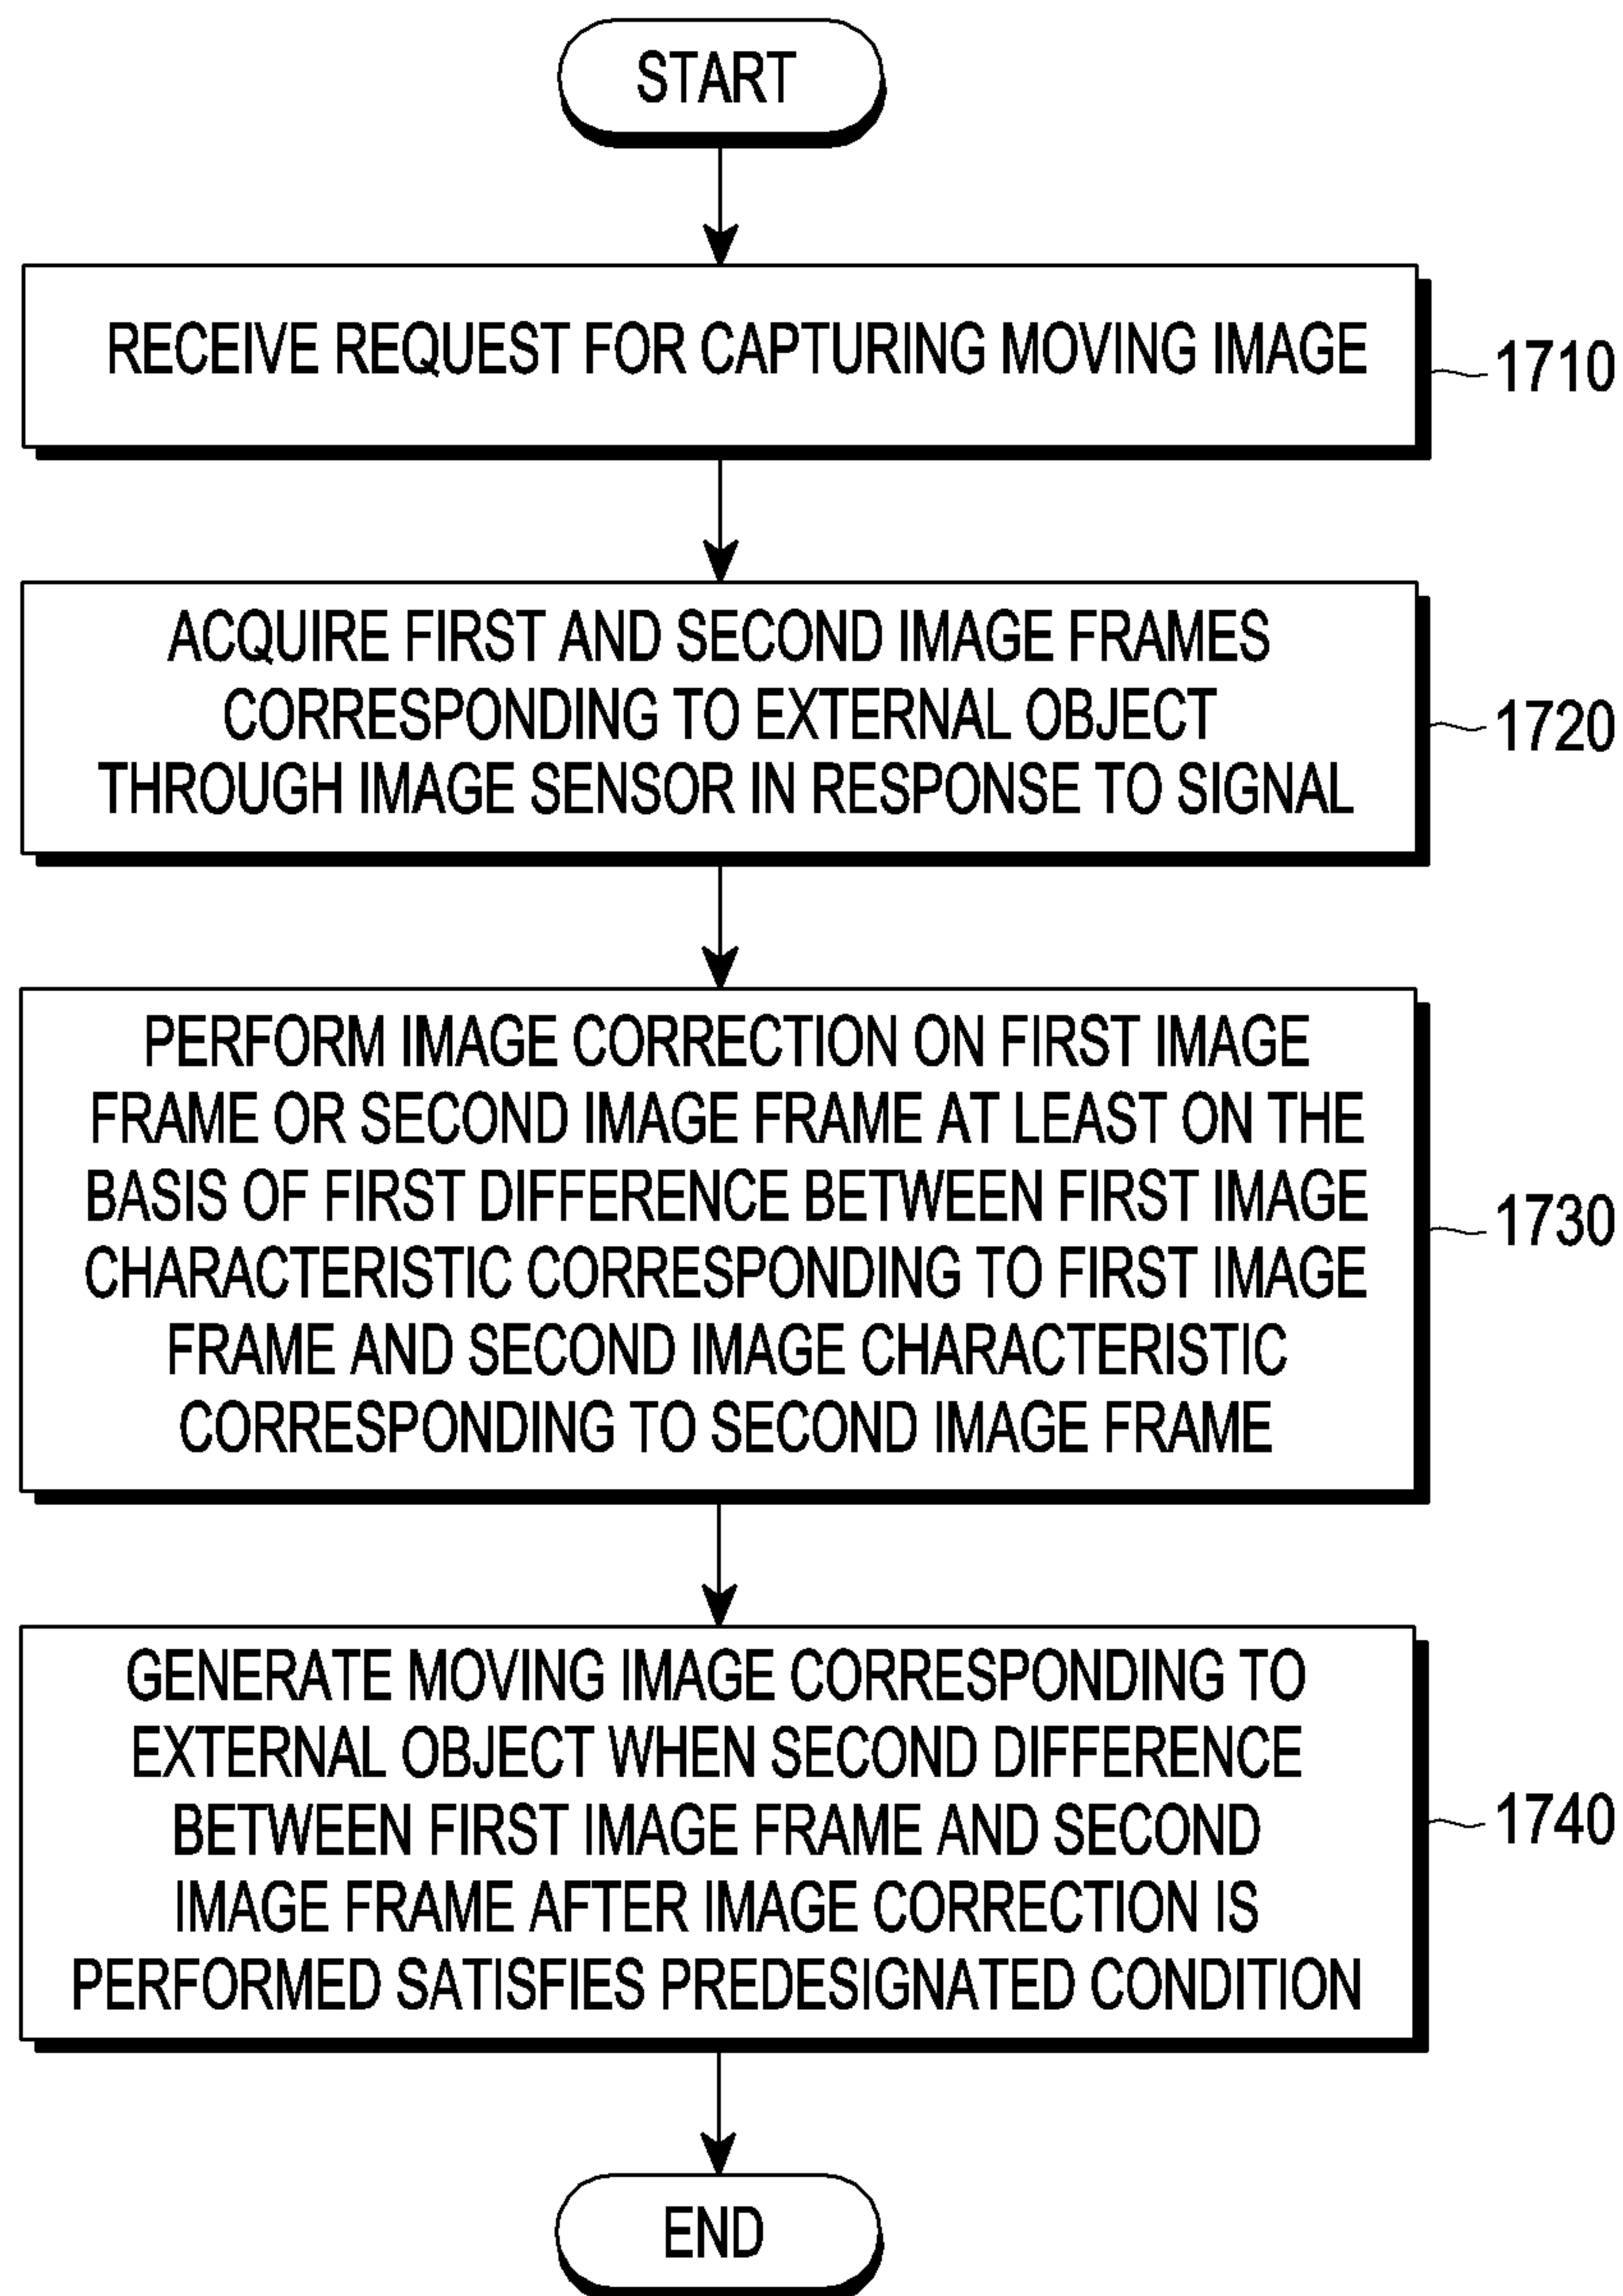 START
RECEIVE REQUEST FOR CAPTURING MOVING IMAGE
1710
ACQUIRE FIRST AND SECOND IMAGE FRAMES
CORRESPONDING TO EXTERNAL OBJECT
THROUGH IMAGE SENSOR IN RESPONSE TO SIGNAL
1720
PERFORM IMAGE CORRECTION ON FIRST IMAGE
FRAME OR SECOND IMAGE FRAME AT LEAST ON THE
BASIS OF FIRST DIFFERENCE BETWEEN FIRST IMAGE
CHARACTERISTIC CORRESPONDING TO FIRST IMAGE
FRAME AND SECOND IMAGE CHARACTERISTIC
CORRESPONDING TO SECOND IMAGE FRAME
1730
GENERATE MOVING IMAGE CORRESPONDING TO
EXTERNAL OBJECT WHEN SECOND DIFFERENCE
BETWEEN FIRST IMAGE FRAME AND SECOND
IMAGE FRAME AFTER IMAGE CORRECTION IS
PERFORMED SATISFIES PREDESIGNATED CONDITION
1740
END